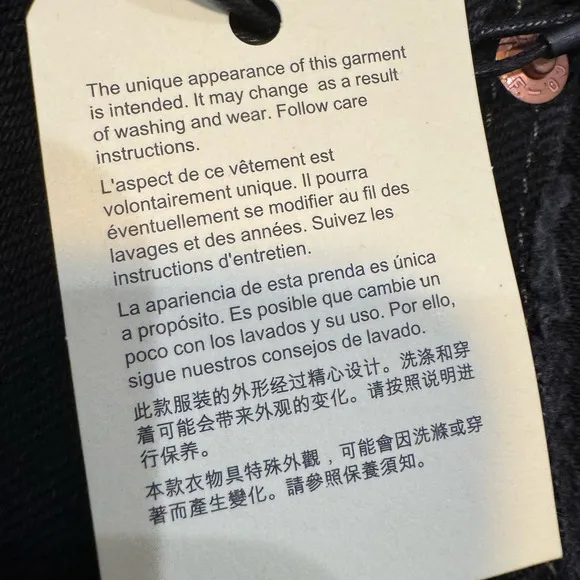 The unique appearance of this garment
is intended. It may change as a result
of washing and wear. Follow care
instructions.
L'aspect de ce vêtement est
volontairement unique. Il pourra
éventuellement se modifier au fil des
lavages et des années. Suivez les
instructions d'entretien.
La apariencia de esta prenda es única
a propósito. Es posible que cambie un
poco con los lavados y su uso. Por ello,
sigue nuestros consejos de lavado.
此款服装的外形经过精心设计。洗涤和穿
着可能会带来外观的变化。请按照说明进
行保养。
本款衣物具特殊外觀，可能會因洗滌或穿
著而產生變化。請參照保養須知。